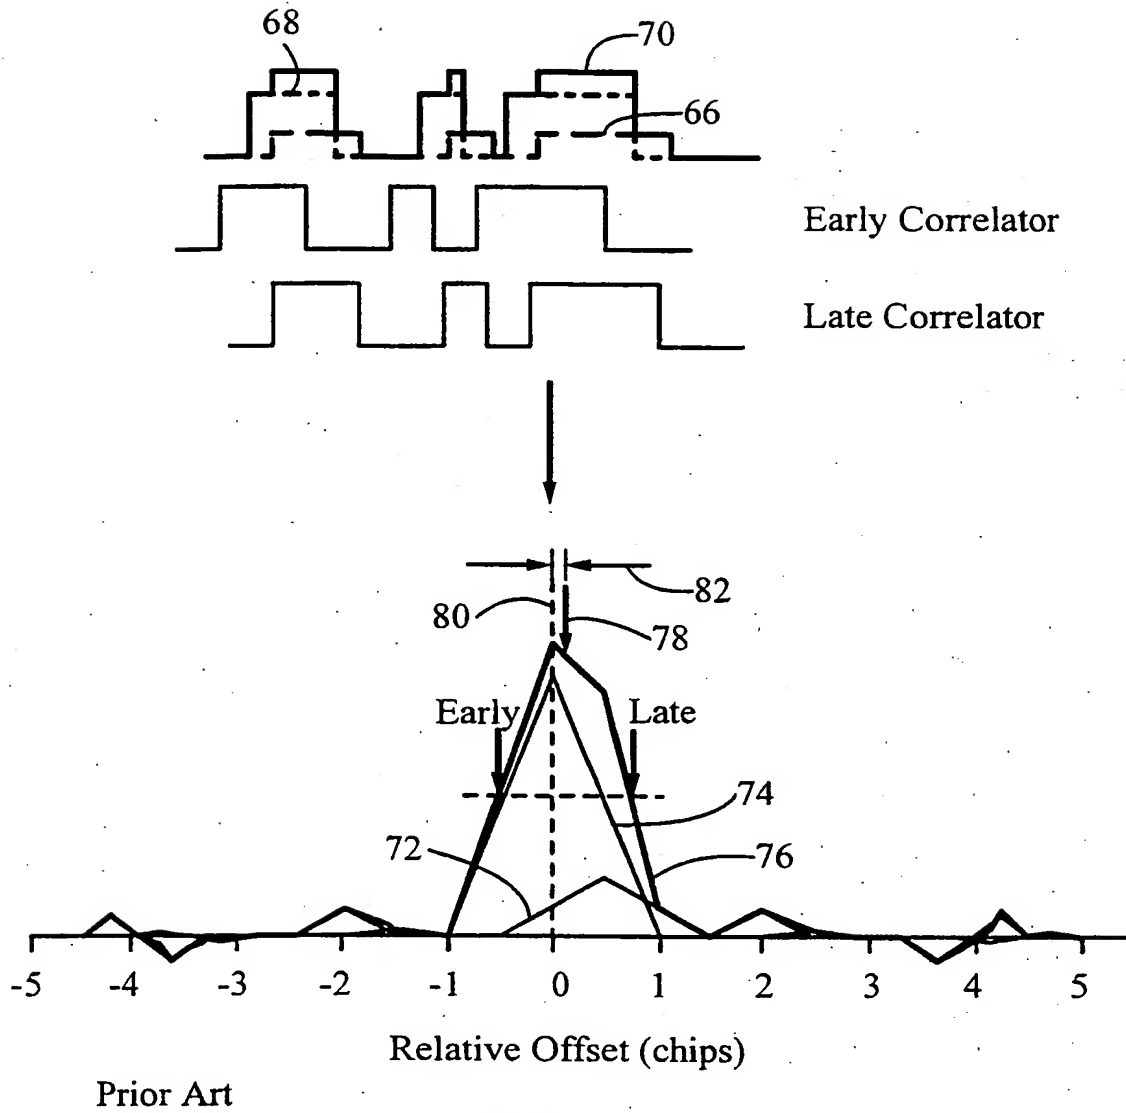 68
70
66
Early Correlator
Late Correlator
82
80
78
Early
Late
74
72
76
-5 -4 -3 -2 -1 0 1 2 3 4 5
Relative Offset (chips)
Prior Art